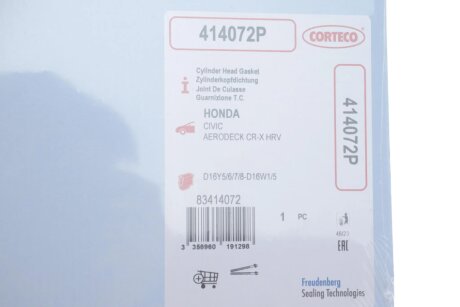 414072P
CORTECO
Cylinder Head Gasket
Zylinderkopfdichtung
Joint De Culasse
Guarnizione T.C.
HONDA
CIVIC
AERODECK CR-X HRV
414072P
D16Y5/6/7/8-D16W1/5
83414072
1 PC
3 358960 191298
EAC
Freudenberg
Sealing Technologies